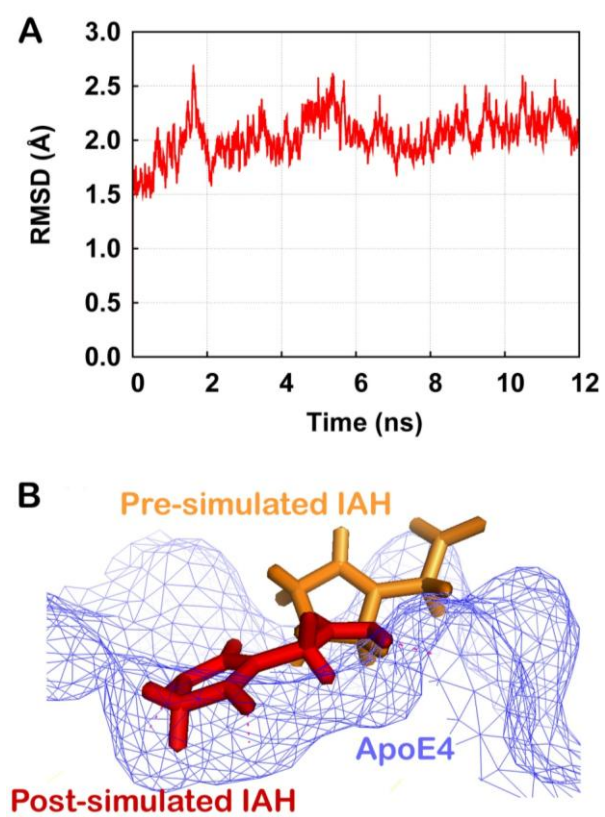 A
3.0
2.5
2.0
1.5
1.0
0.5
0.0
RMSD (Å)
0 2 4 6 8 10 12
Time (ns)
B
Pre-simulated IAH
ApoE4
Post-simulated IAH